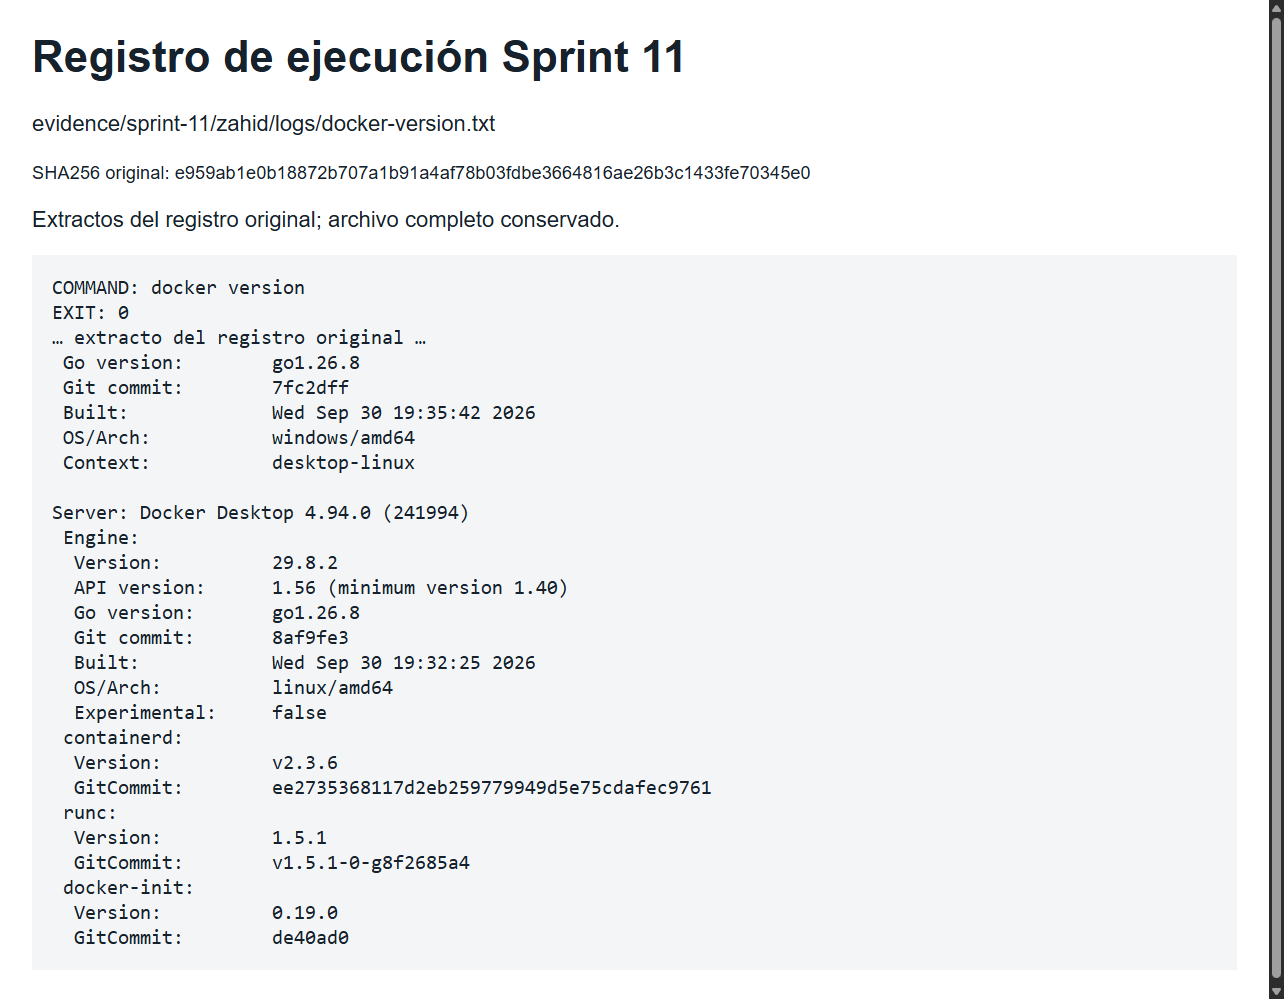 Registro de ejecución Sprint 11
evidence/sprint-11/zahid/logs/docker-version.txt
SHA256 original: e959ab1e0b18872b707a1b91a4af78b03fdbe3664816ae26b3c1433fe70345e0
Extractos del registro original; archivo completo conservado.
COMMAND: docker version
EXIT: 0
… extracto del registro original …
Go version: go1.26.8
Git commit: 7fc2dff
Built: Wed Sep 30 19:35:42 2026
OS/Arch: windows/amd64
Context: desktop-linux
Server: Docker Desktop 4.94.0 (241994)
Engine:
Version: 29.8.2
API version: 1.56 (minimum version 1.40)
Go version: go1.26.8
Git commit: 8af9fe3
Built: Wed Sep 30 19:32:25 2026
OS/Arch: linux/amd64
Experimental: false
containerd:
Version: v2.3.6
GitCommit: ee2735368117d2eb259779949d5e75cdafec9761
runc:
Version: 1.5.1
GitCommit: v1.5.1-0-g8f2685a4
docker-init:
Version: 0.19.0
GitCommit: de40ad0